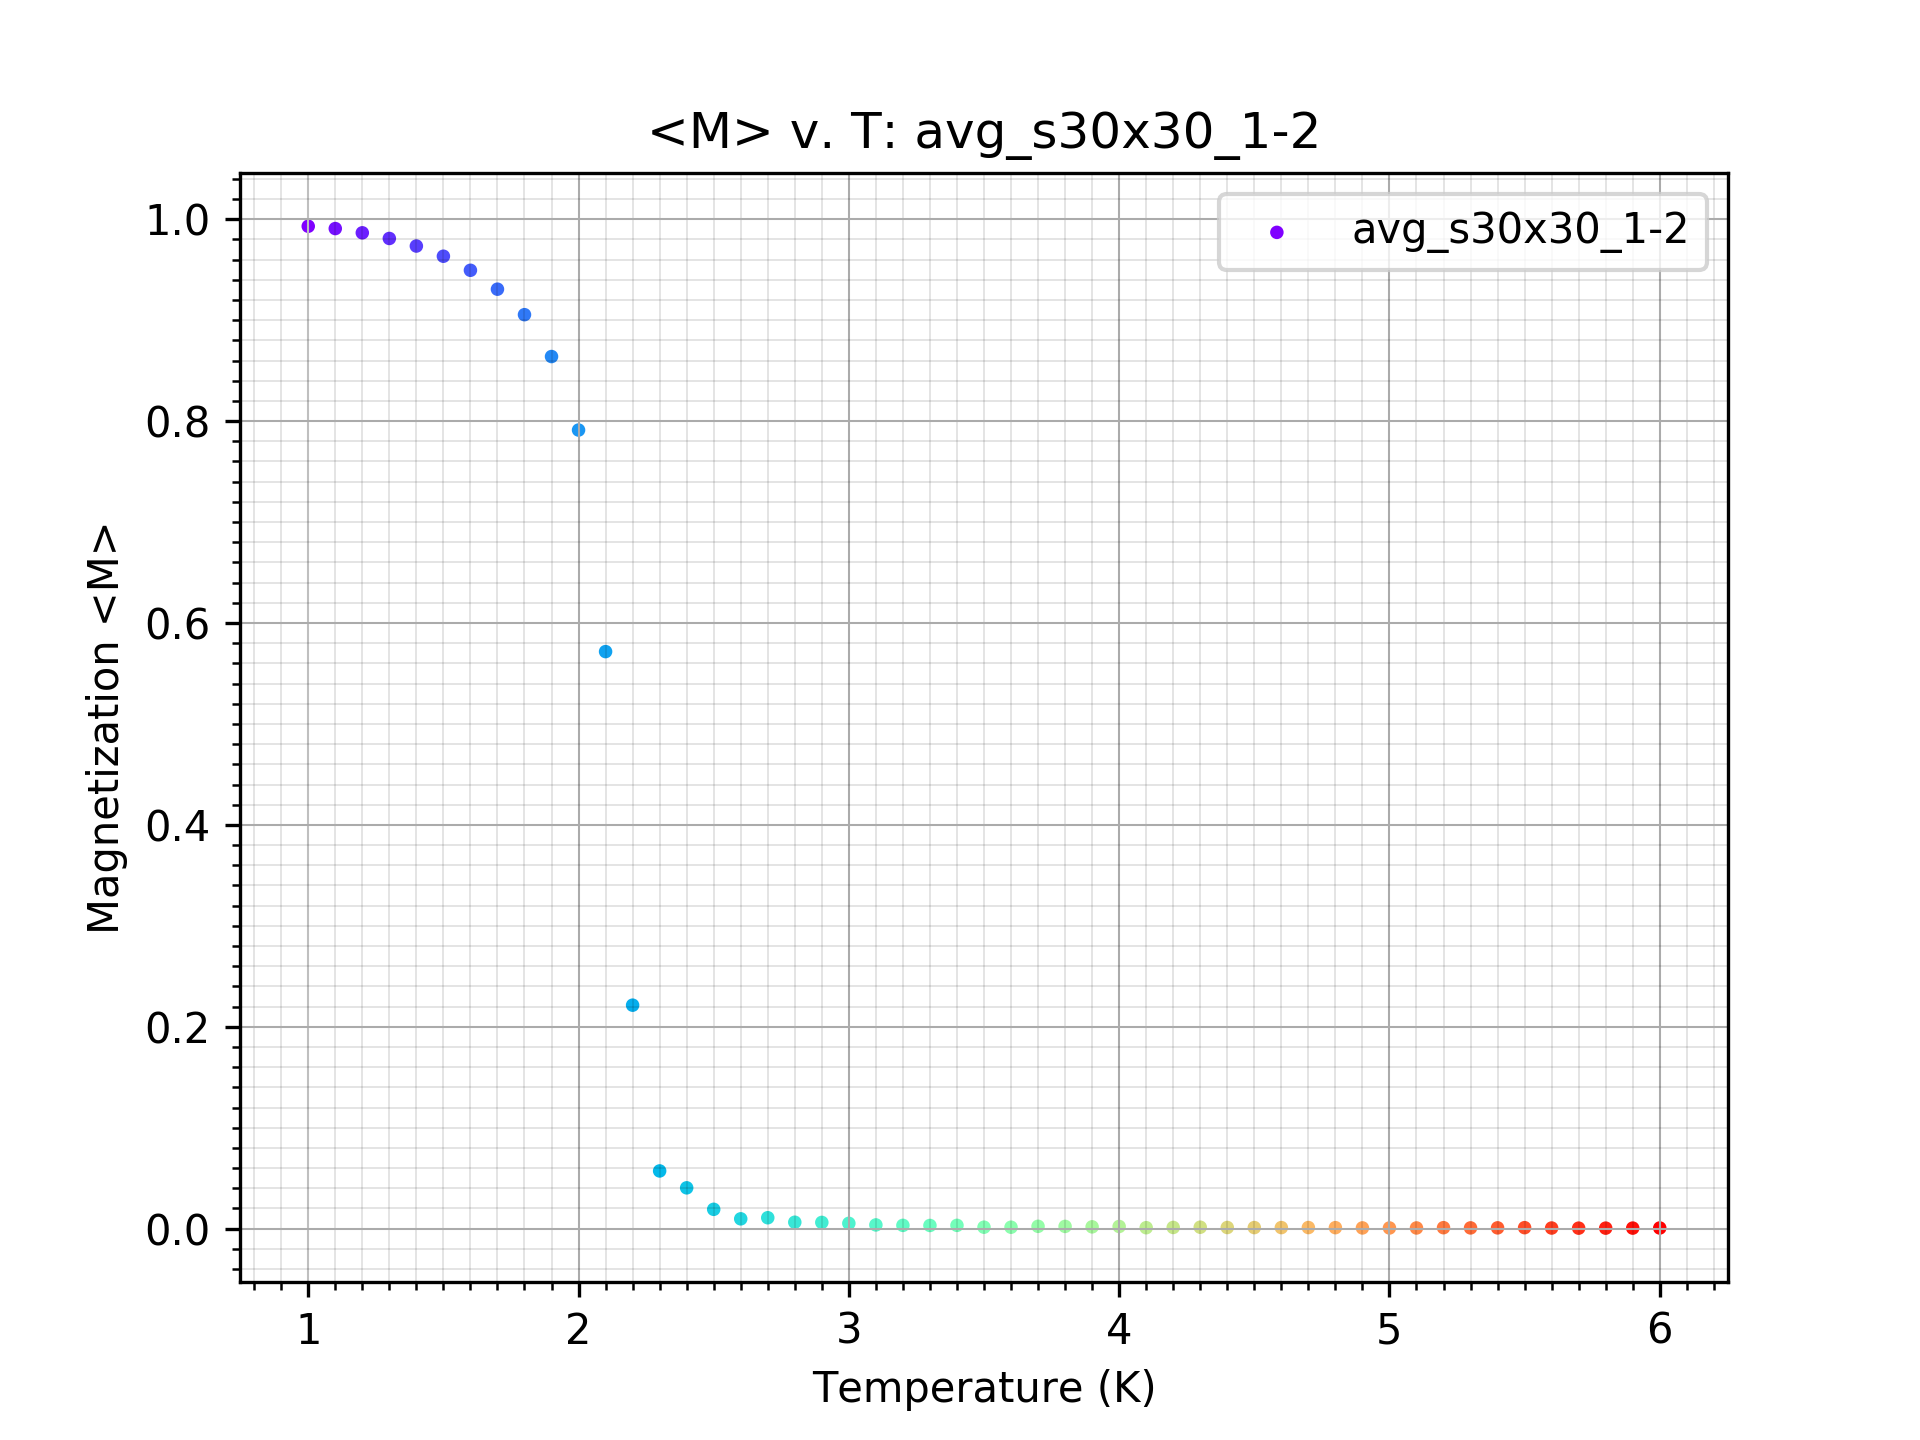 <M> v. T: avg_s30x30_1-2
avg_s30x30_1-2
Magnetization <M>
1.0
0.8
0.6
0.4
0.2
0.0
1 2 3 4 5 6
Temperature (K)